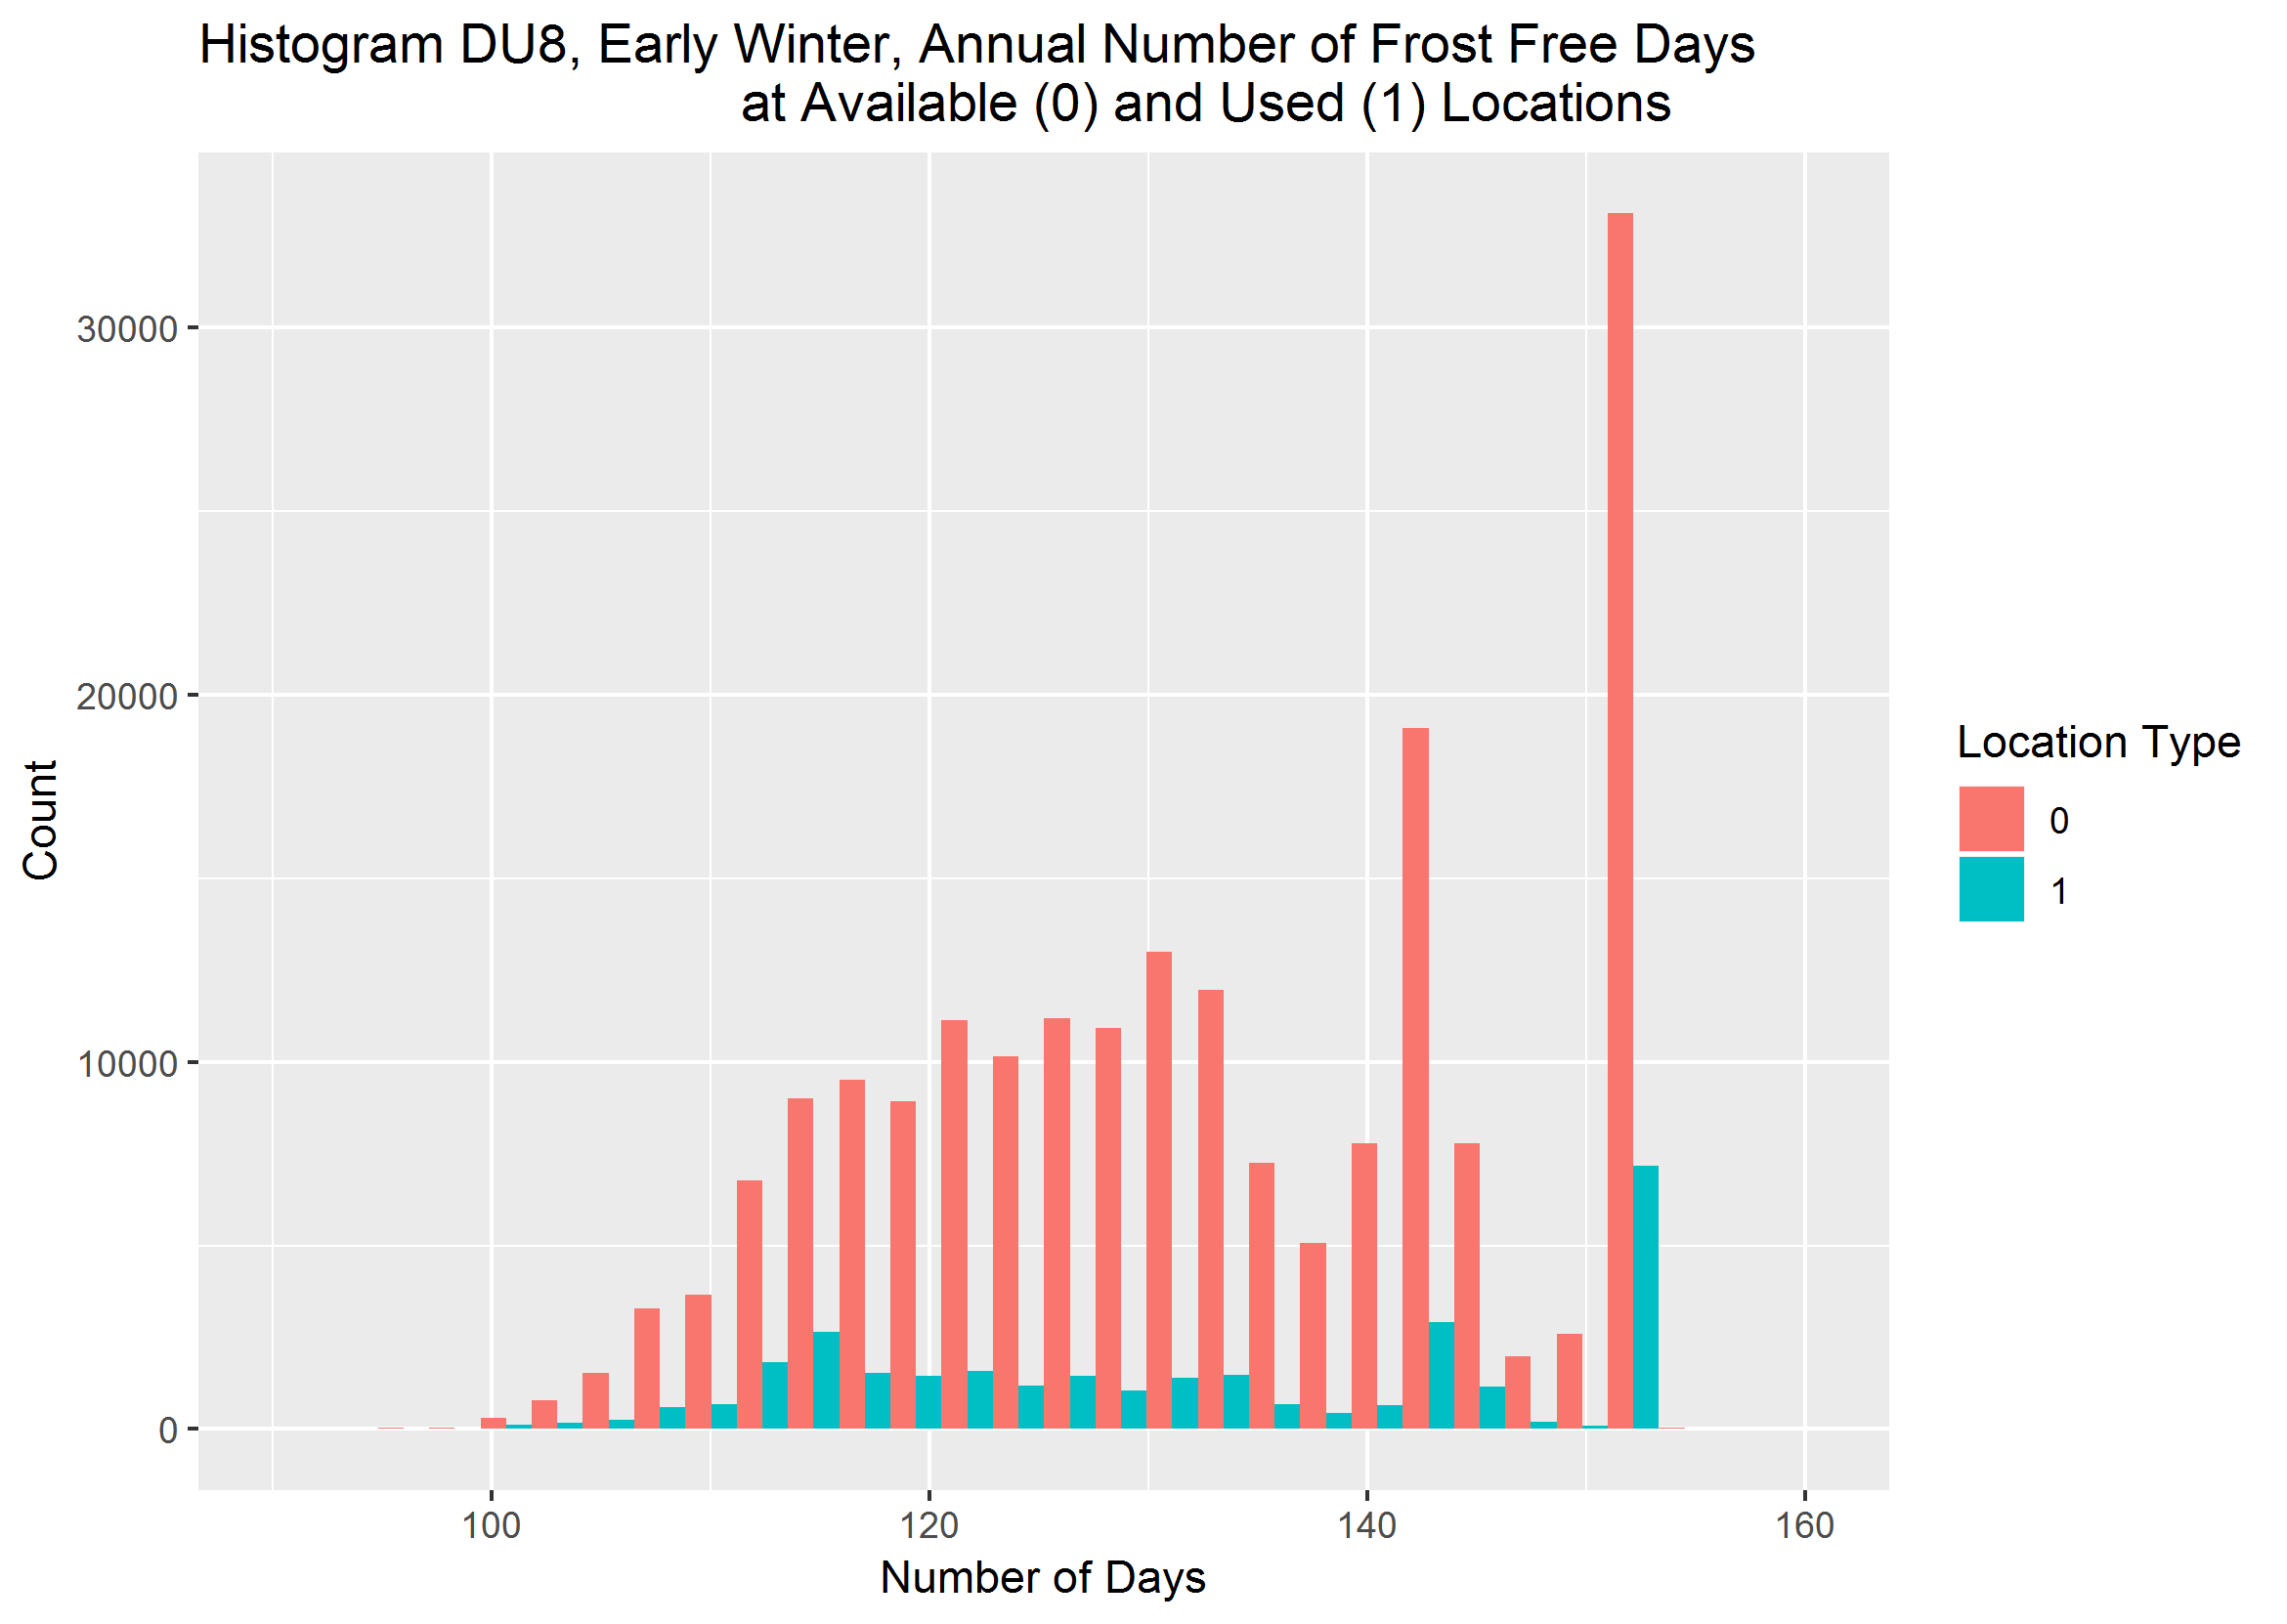 Histogram DU8, Early Winter, Annual Number of Frost Free Days
at Available (0) and Used (1) Locations
30000
20000
10000
0
Count
100 120 140 160
Number of Days
Location Type
0
1